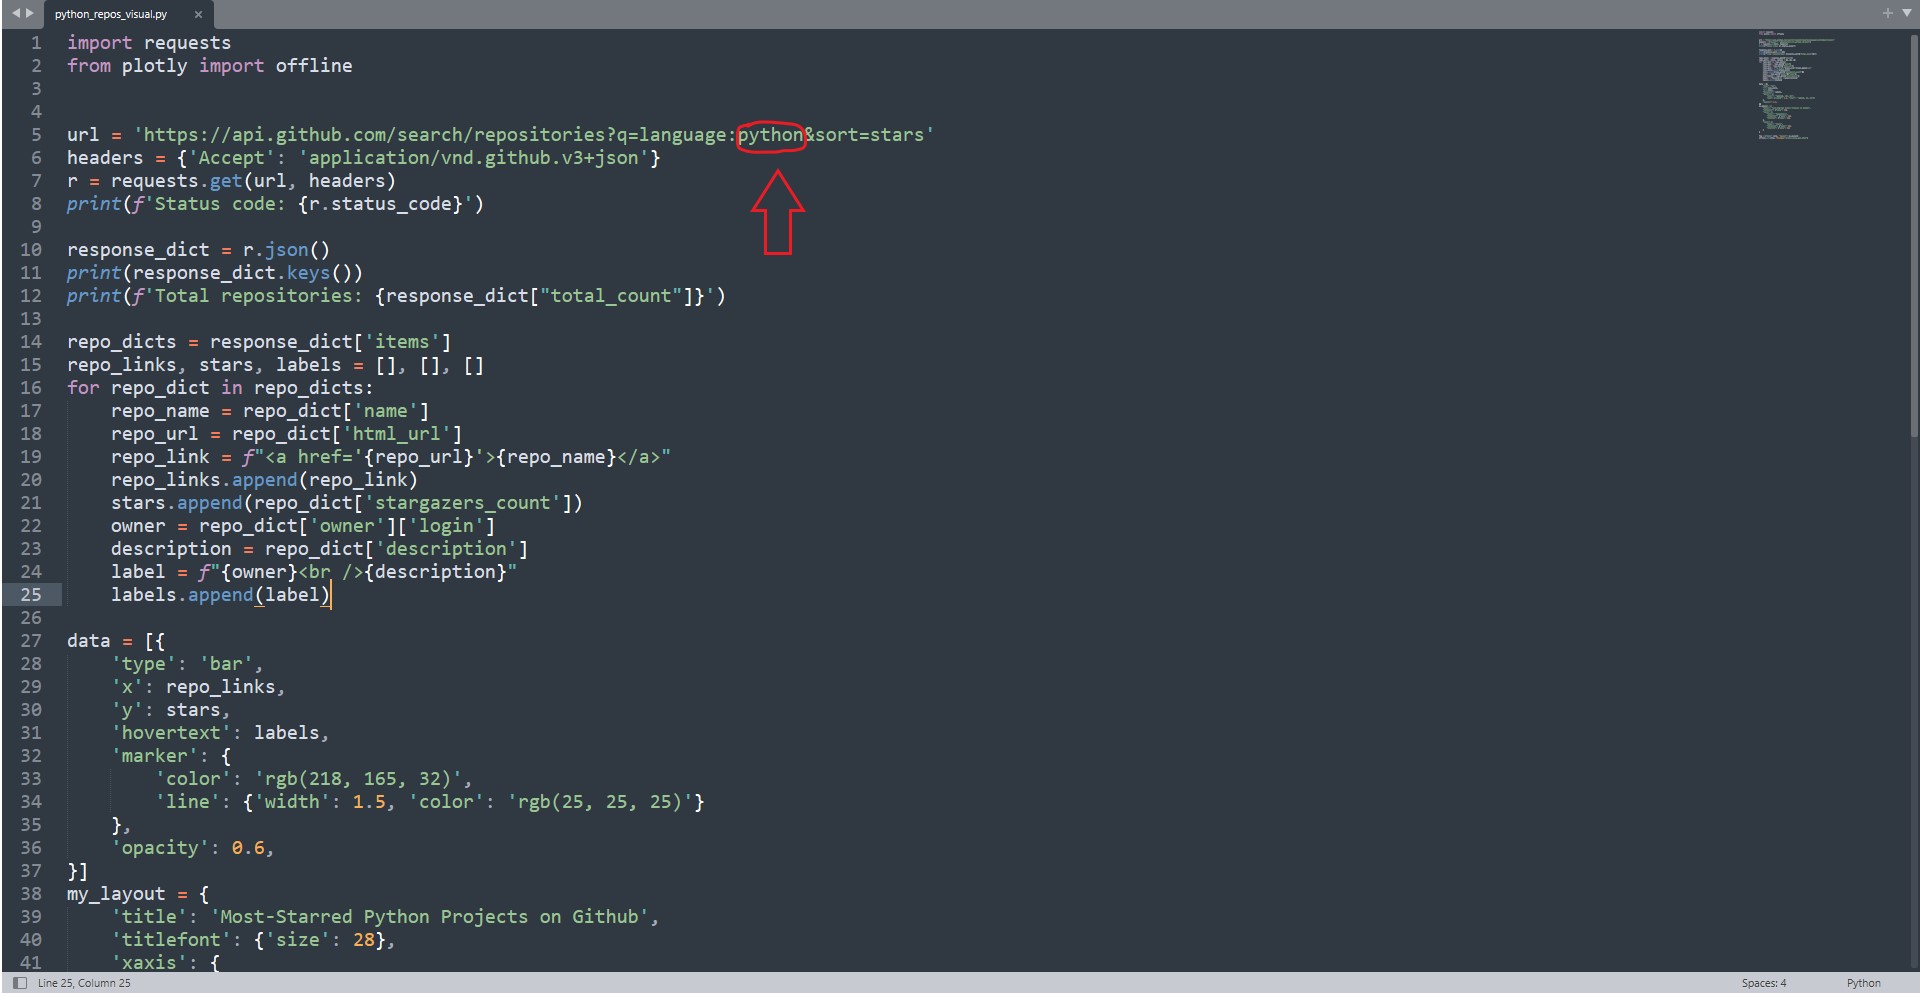 python_repos_visual.py ×
1 import requests
2 from plotly import offline
3
4
5 url = 'https://api.github.com/search/repositories?q=language:python&sort=stars'
6 headers = {'Accept': 'application/vnd.github.v3+json'}
7 r = requests.get(url, headers)
8 print(f'Status code: {r.status_code}')
9
10 response_dict = r.json()
11 print(response_dict.keys())
12 print(f'Total repositories: {response_dict["total_count"]}')
13
14 repo_dicts = response_dict['items']
15 repo_links, stars, labels = [], [], []
16 for repo_dict in repo_dicts:
17     repo_name = repo_dict['name']
18     repo_url = repo_dict['html_url']
19     repo_link = f"<a href='{repo_url}'>{repo_name}</a>"
20     repo_links.append(repo_link)
21     stars.append(repo_dict['stargazers_count'])
22     owner = repo_dict['owner']['login']
23     description = repo_dict['description']
24     label = f"{owner}<br />{description}"
25     labels.append(label)
26
27 data = [{
28     'type': 'bar',
29     'x': repo_links,
30     'y': stars,
31     'hovertext': labels,
32     'marker': {
33         'color': 'rgb(218, 165, 32)',
34         'line': {'width': 1.5, 'color': 'rgb(25, 25, 25)'}
35     },
36     'opacity': 0.6,
37 }]
38 my_layout = {
39     'title': 'Most-Starred Python Projects on Github',
40     'titlefont': {'size': 28},
41     'xaxis': {
Line 25, Column 25
Spaces: 4
Python